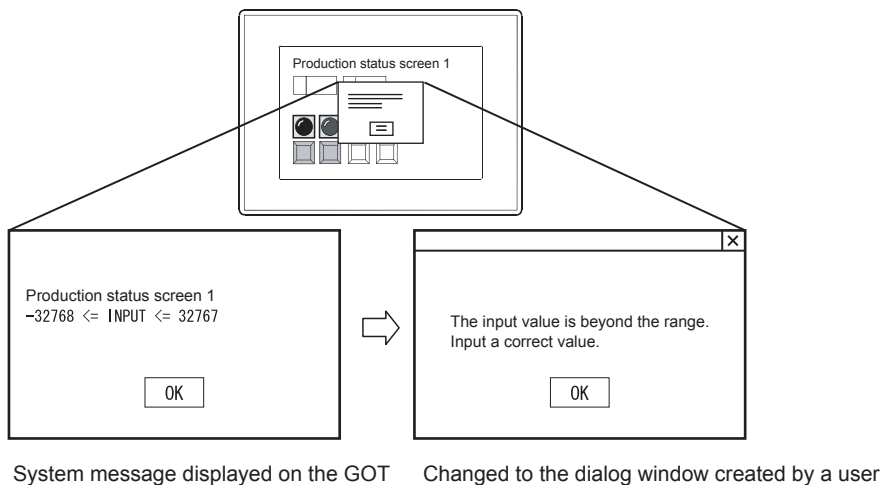 Production status screen 1
Production status screen 1
-32768 <= INPUT <= 32767
OK
The input value is beyond the range.
Input a correct value.
OK
System message displayed on the GOT
Changed to the dialog window created by a user